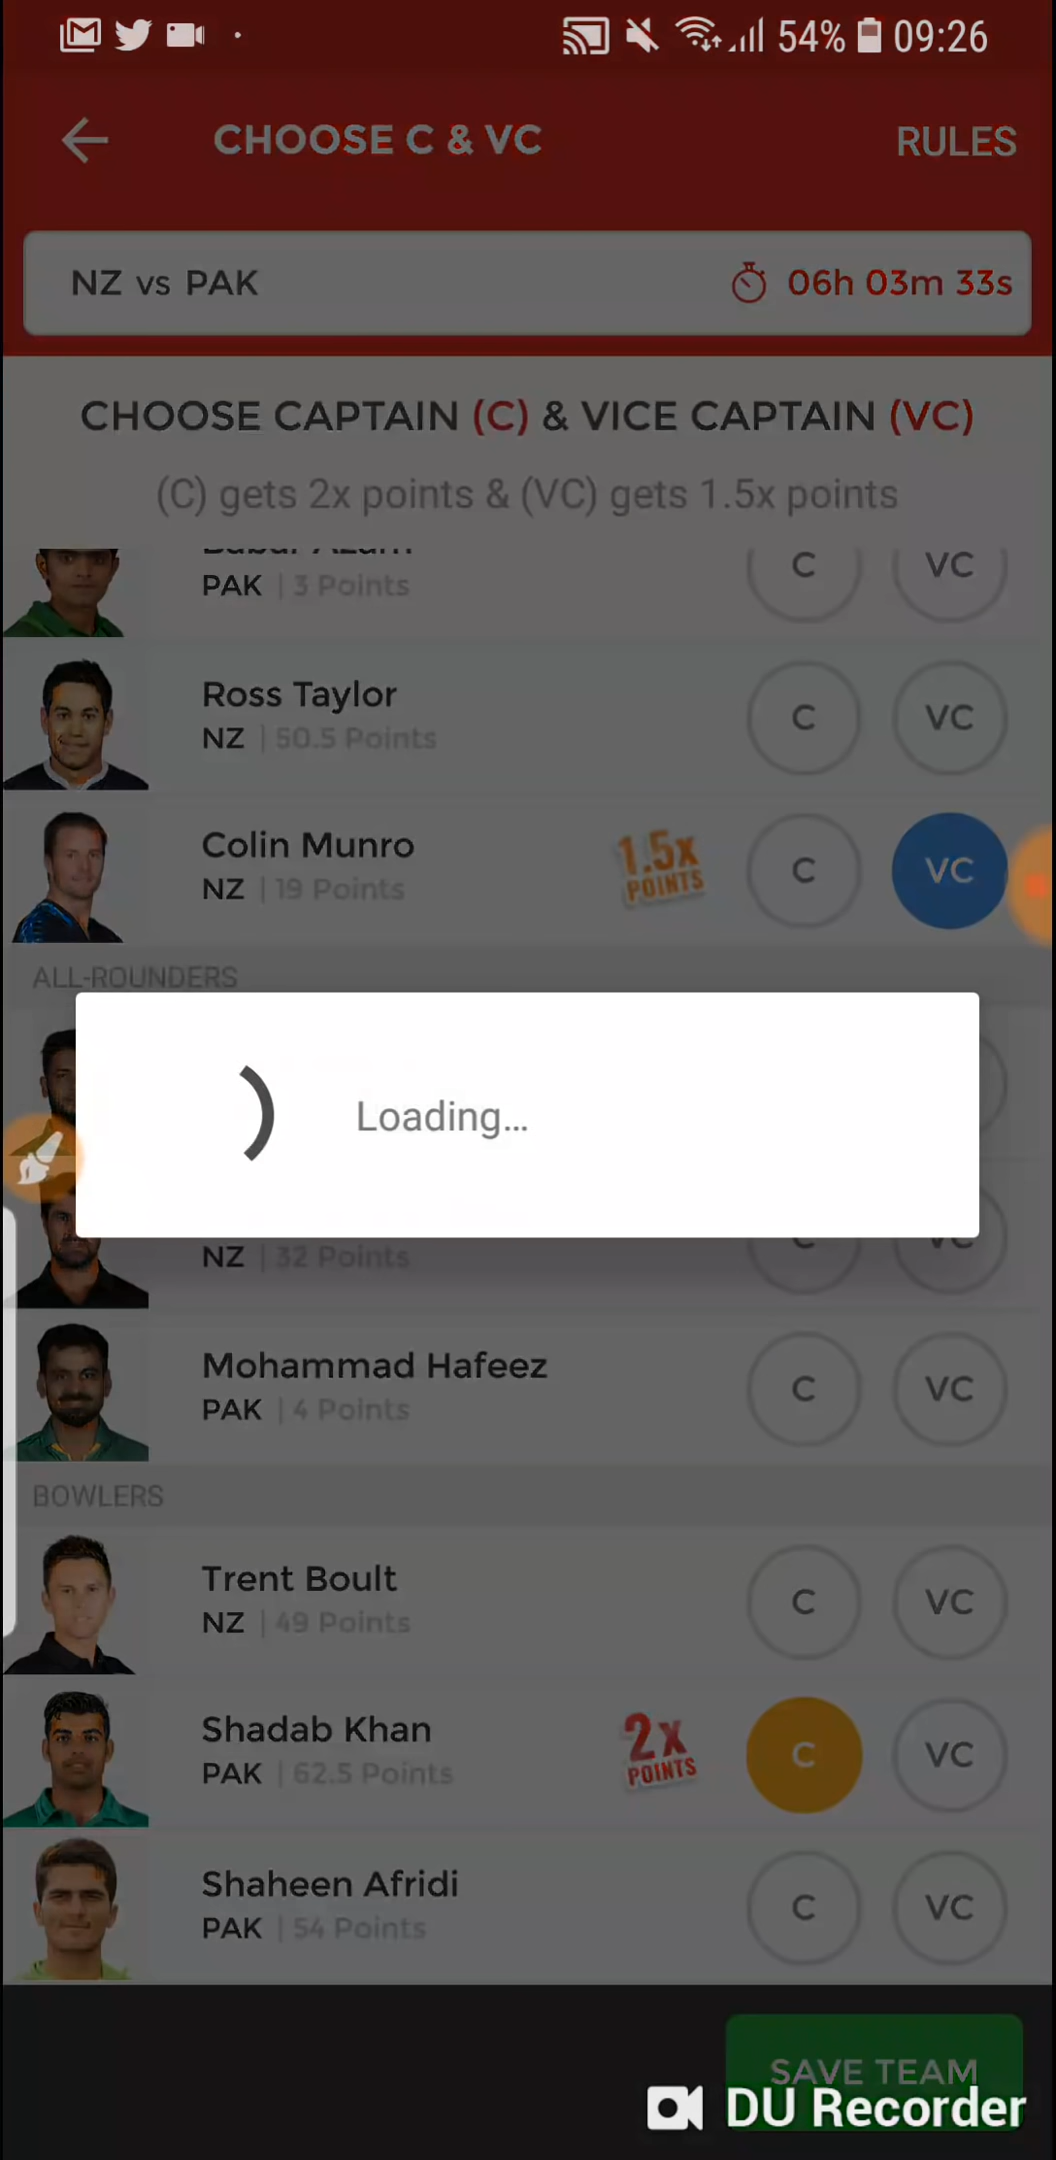 54% 09:26
CHOOSE C & VC RULES
NZ vs PAK 06h 03m 33s
CHOOSE CAPTAIN (C) & VICE CAPTAIN (VC)
(C) gets 2x points & (VC) gets 1.5x points
Babar Azam
PAK | 3 Points C VC
Ross Taylor
NZ | 50.5 Points C VC
Colin Munro
NZ | 19 Points 1.5x POINTS C VC
ALL-ROUNDERS
Loading...
NZ | 32 Points C VC
Mohammad Hafeez
PAK | 4 Points C VC
BOWLERS
Trent Boult
NZ | 49 Points C VC
Shadab Khan
PAK | 62.5 Points 2x POINTS C VC
Shaheen Afridi
PAK | 54 Points C VC
SAVE TEAM
DU Recorder